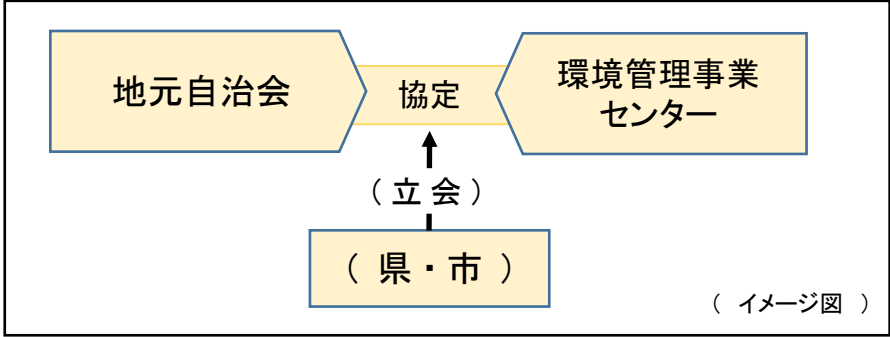 地元自治会
協定
環境管理事業
センター
（ 立 会 ）
（ 県・市 ）
（ イメージ図 ）